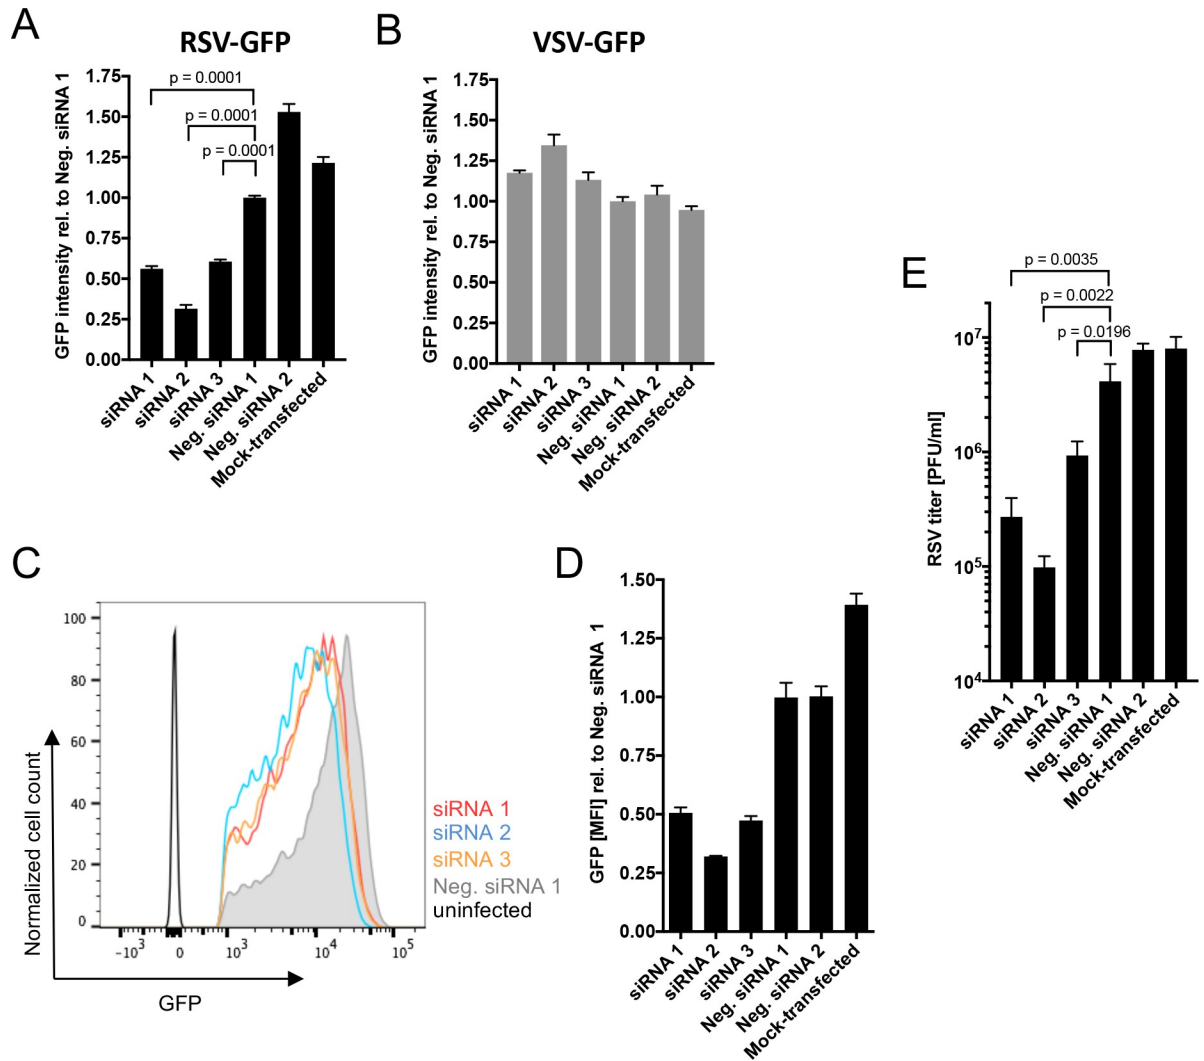 A
RSV-GFP
GFP intensity rel. to Neg. siRNA 1
1.75
1.50
1.25
1.00
0.75
0.50
0.25
0.00
p = 0.0001
p = 0.0001
p = 0.0001
siRNA 1
siRNA 2
siRNA 3
Neg. siRNA 1
Neg. siRNA 2
Mock-transfected
B
VSV-GFP
GFP intensity rel. to Neg. siRNA 1
1.75
1.50
1.25
1.00
0.75
0.50
0.25
0.00
siRNA 1
siRNA 2
siRNA 3
Neg. siRNA 1
Neg. siRNA 2
Mock-transfected
C
Normalized cell count
100
80
60
40
20
0
-10³
0
10³
10⁴
10⁵
GFP
siRNA 1
siRNA 2
siRNA 3
Neg. siRNA 1
uninfected
D
GFP [MFI] rel. to Neg. siRNA 1
1.50
1.25
1.00
0.75
0.50
0.25
0.00
siRNA 1
siRNA 2
siRNA 3
Neg. siRNA 1
Neg. siRNA 2
Mock-transfected
E
RSV titer [PFU/ml]
10⁷
10⁶
10⁵
10⁴
p = 0.0035
p = 0.0022
p = 0.0196
siRNA 1
siRNA 2
siRNA 3
Neg. siRNA 1
Neg. siRNA 2
Mock-transfected